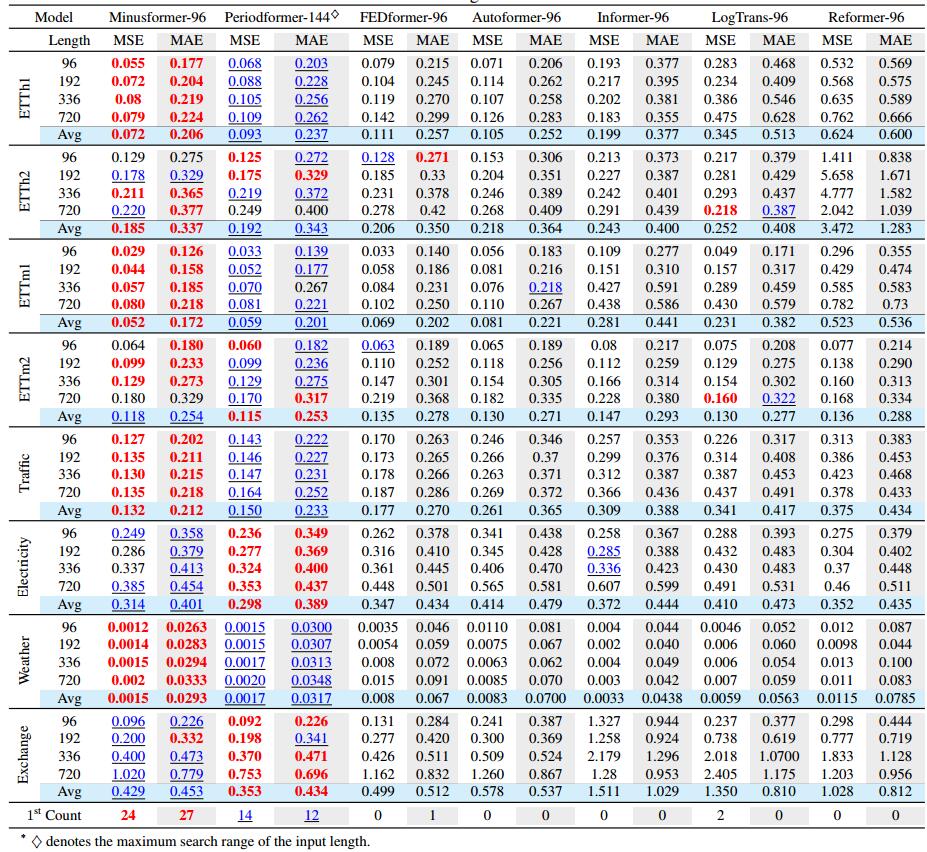 Model Minusformer-96 Periodformer-144◇ FEDformer-96 Autoformer-96 Informer-96 LogTrans-96 Reformer-96
Length MSE MAE MSE MAE MSE MAE MSE MAE MSE MAE MSE MAE MSE MAE
ETTh1
96 0.055 0.177 0.068 0.203 0.079 0.215 0.071 0.206 0.193 0.377 0.283 0.468 0.532 0.569
192 0.072 0.204 0.088 0.228 0.104 0.245 0.114 0.262 0.217 0.395 0.234 0.409 0.568 0.575
336 0.08 0.219 0.105 0.256 0.119 0.270 0.107 0.258 0.202 0.381 0.386 0.546 0.635 0.589
720 0.079 0.224 0.109 0.262 0.142 0.299 0.126 0.283 0.183 0.355 0.475 0.628 0.762 0.666
Avg 0.072 0.206 0.093 0.237 0.111 0.257 0.105 0.252 0.199 0.377 0.345 0.513 0.624 0.600
ETTh2
96 0.129 0.275 0.125 0.272 0.128 0.271 0.153 0.306 0.213 0.373 0.217 0.379 1.411 0.838
192 0.178 0.329 0.175 0.329 0.185 0.33 0.204 0.351 0.227 0.387 0.281 0.429 5.658 1.671
336 0.211 0.365 0.219 0.372 0.231 0.378 0.246 0.389 0.242 0.401 0.293 0.437 4.777 1.582
720 0.220 0.377 0.249 0.400 0.278 0.42 0.268 0.409 0.291 0.439 0.218 0.387 2.042 1.039
Avg 0.185 0.337 0.192 0.343 0.206 0.350 0.218 0.364 0.243 0.400 0.252 0.408 3.472 1.283
ETTm1
96 0.029 0.126 0.033 0.139 0.033 0.140 0.056 0.183 0.109 0.277 0.049 0.171 0.296 0.355
192 0.044 0.158 0.052 0.177 0.058 0.186 0.081 0.216 0.151 0.310 0.157 0.317 0.429 0.474
336 0.057 0.185 0.070 0.267 0.084 0.231 0.076 0.218 0.427 0.591 0.289 0.459 0.585 0.583
720 0.080 0.218 0.081 0.221 0.102 0.250 0.110 0.267 0.438 0.586 0.430 0.579 0.782 0.73
Avg 0.052 0.172 0.059 0.201 0.069 0.202 0.081 0.221 0.281 0.441 0.231 0.382 0.523 0.536
ETTm2
96 0.064 0.180 0.060 0.182 0.063 0.189 0.065 0.189 0.08 0.217 0.075 0.208 0.077 0.214
192 0.099 0.233 0.099 0.236 0.110 0.252 0.118 0.256 0.112 0.259 0.129 0.275 0.138 0.290
336 0.129 0.273 0.129 0.275 0.147 0.301 0.154 0.305 0.166 0.314 0.154 0.302 0.160 0.313
720 0.180 0.329 0.170 0.317 0.219 0.368 0.182 0.335 0.228 0.380 0.160 0.322 0.168 0.334
Avg 0.118 0.254 0.115 0.253 0.135 0.278 0.130 0.271 0.147 0.293 0.130 0.277 0.136 0.288
Traffic
96 0.127 0.202 0.143 0.222 0.170 0.263 0.246 0.346 0.257 0.353 0.226 0.317 0.313 0.383
192 0.135 0.211 0.146 0.227 0.173 0.265 0.266 0.37 0.299 0.376 0.314 0.408 0.386 0.453
336 0.130 0.215 0.147 0.231 0.178 0.266 0.263 0.371 0.312 0.387 0.387 0.453 0.423 0.468
720 0.135 0.218 0.164 0.252 0.187 0.286 0.269 0.372 0.366 0.436 0.437 0.491 0.378 0.433
Avg 0.132 0.212 0.150 0.233 0.177 0.270 0.261 0.365 0.309 0.388 0.341 0.417 0.375 0.434
Electricity
96 0.249 0.358 0.236 0.349 0.262 0.378 0.341 0.438 0.258 0.367 0.288 0.393 0.275 0.379
192 0.286 0.379 0.277 0.369 0.316 0.410 0.345 0.428 0.285 0.388 0.432 0.483 0.304 0.402
336 0.337 0.413 0.324 0.400 0.361 0.445 0.406 0.470 0.336 0.423 0.430 0.483 0.37 0.448
720 0.385 0.454 0.353 0.437 0.448 0.501 0.565 0.581 0.607 0.599 0.491 0.531 0.46 0.511
Avg 0.314 0.401 0.298 0.389 0.347 0.434 0.414 0.479 0.372 0.444 0.410 0.473 0.352 0.435
Weather
96 0.0012 0.0263 0.0015 0.0300 0.0035 0.046 0.0110 0.081 0.004 0.044 0.0046 0.052 0.012 0.087
192 0.0014 0.0283 0.0015 0.0307 0.0054 0.059 0.0075 0.067 0.002 0.040 0.006 0.060 0.0098 0.044
336 0.0015 0.0294 0.0017 0.0313 0.008 0.072 0.0063 0.062 0.004 0.049 0.006 0.054 0.013 0.100
720 0.002 0.0333 0.0020 0.0348 0.015 0.091 0.0085 0.070 0.003 0.042 0.007 0.059 0.011 0.083
Avg 0.0015 0.0293 0.0017 0.0317 0.008 0.067 0.0083 0.0700 0.0033 0.0438 0.0059 0.0563 0.0115 0.0785
Exchange
96 0.096 0.226 0.092 0.226 0.131 0.284 0.241 0.387 1.327 0.944 0.237 0.377 0.298 0.444
192 0.200 0.332 0.198 0.341 0.277 0.420 0.300 0.369 1.258 0.924 0.738 0.619 0.777 0.719
336 0.400 0.473 0.370 0.471 0.426 0.511 0.509 0.524 2.179 1.296 2.018 1.0700 1.833 1.128
720 1.020 0.779 0.753 0.696 1.162 0.832 1.260 0.867 1.28 0.953 2.405 1.175 1.203 0.956
Avg 0.429 0.453 0.353 0.434 0.499 0.512 0.578 0.537 1.511 1.029 1.350 0.810 1.028 0.812
1st Count 24 27 14 12 0 1 0 0 0 0 2 0 0 0
* ◇ denotes the maximum search range of the input length.